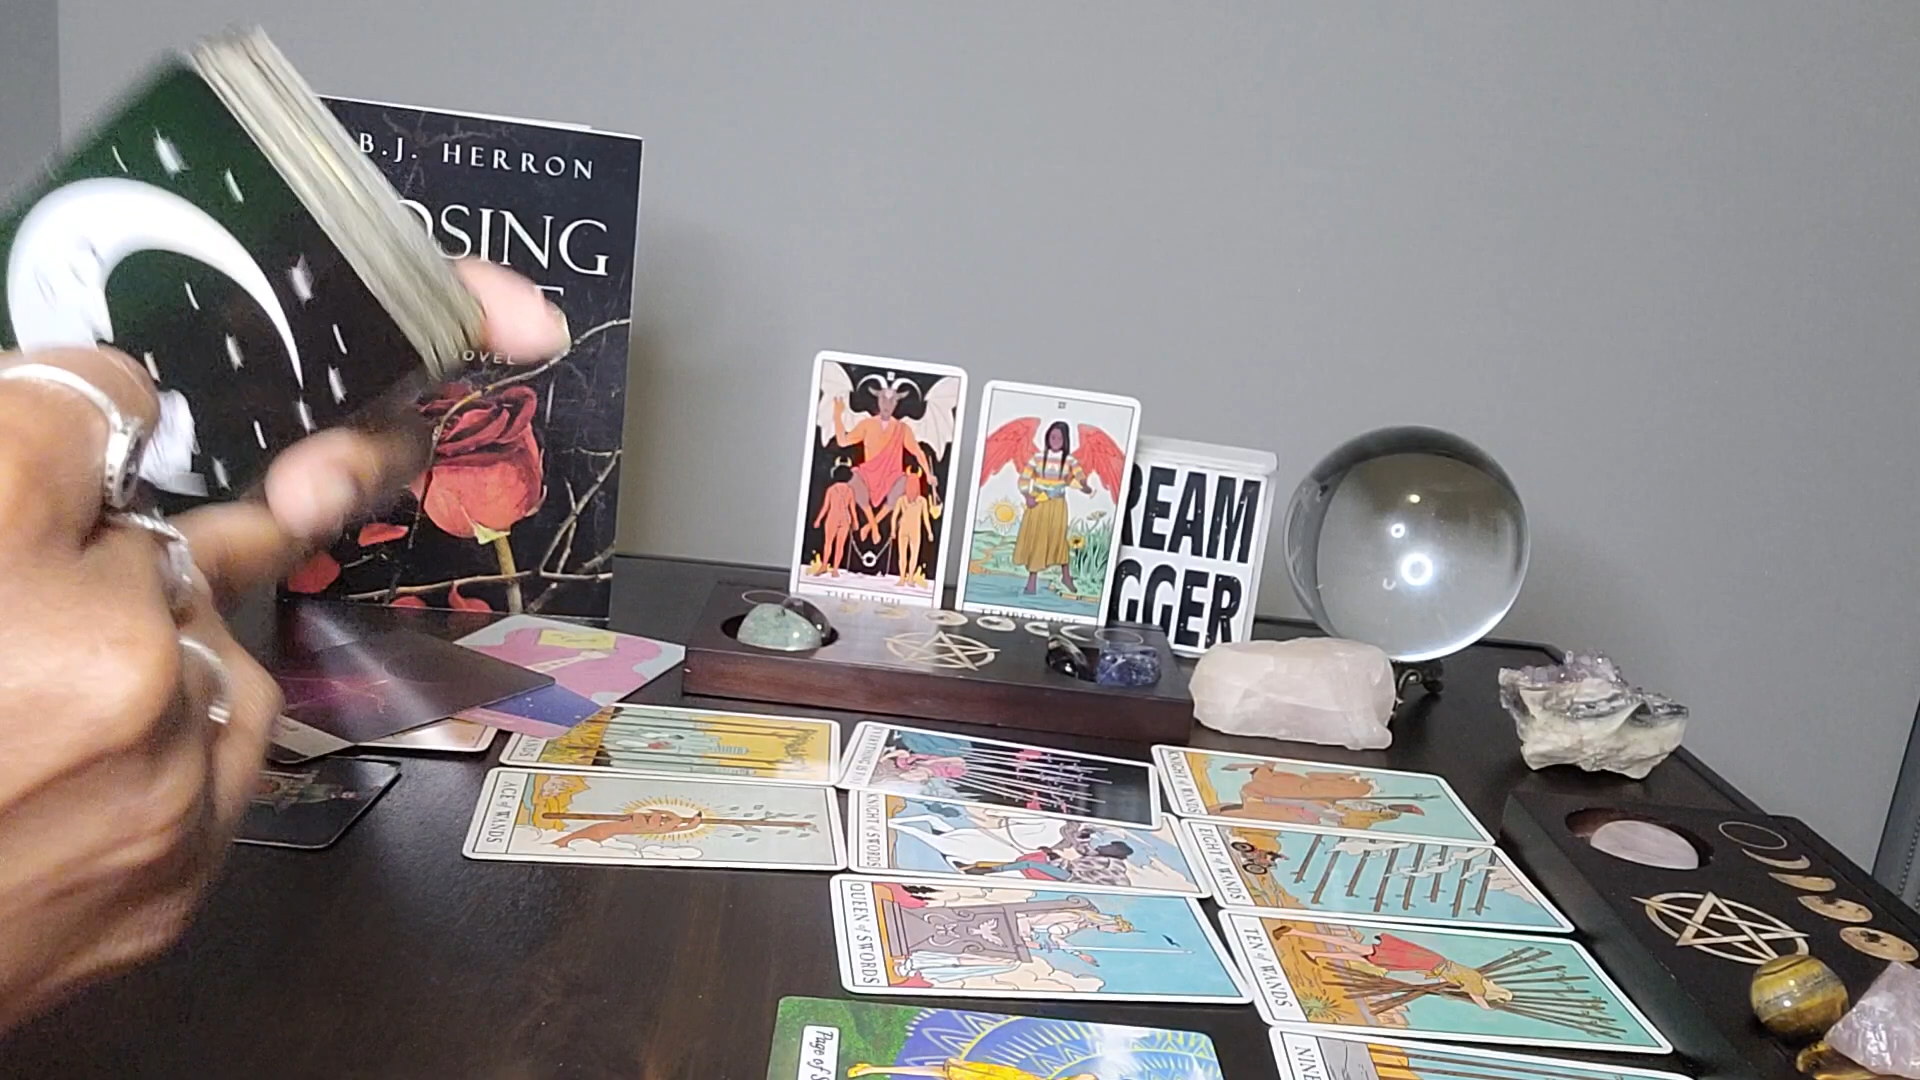 B.J. HERRON
OSING
NOVEL
THE DEVIL
TEMPERANCE
REAM
GGER
ACE of WANDS
KNIGHT of SWORDS
QUEEN of SWORDS
KNIGHT of WANDS
EIGHT of WANDS
TEN of WANDS
NINE
Page of S